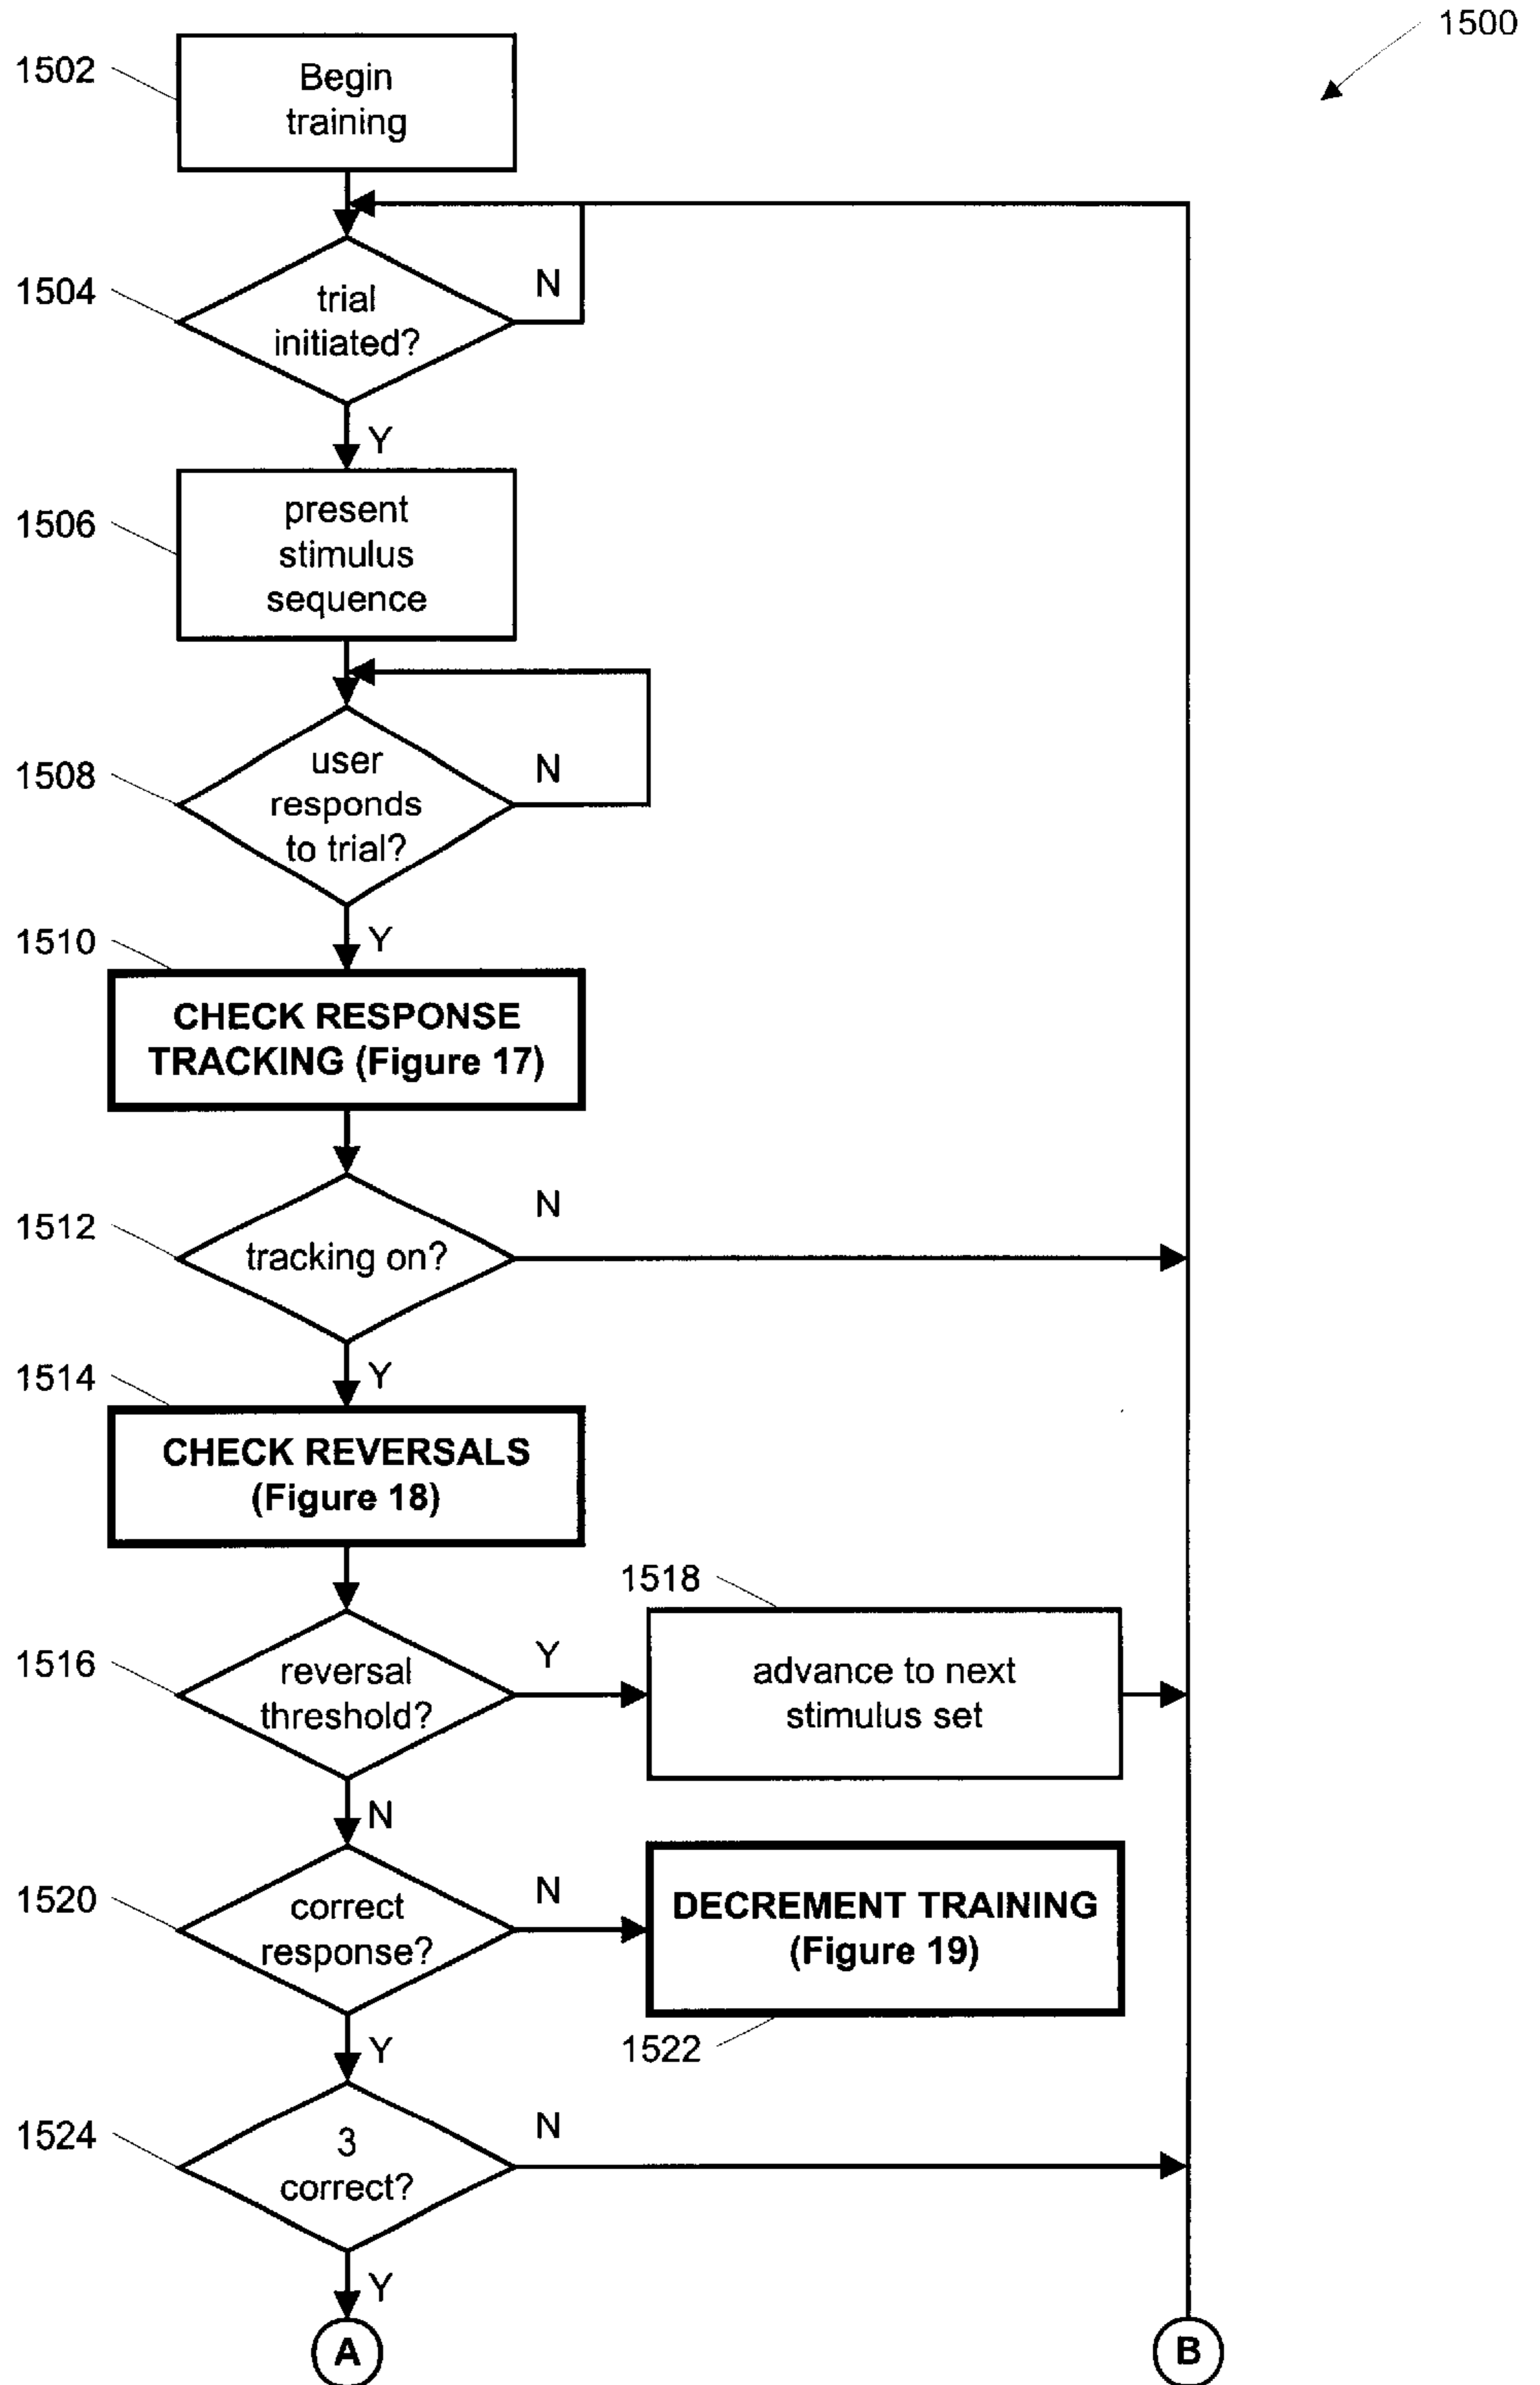 1500
1502
Begin
training
1504
trial
initiated?
N
Y
1506
present
stimulus
sequence
1508
user
responds
to trial?
N
Y
1510
CHECK RESPONSE
TRACKING (Figure 17)
1512
tracking on?
N
Y
1514
CHECK REVERSALS
(Figure 18)
1516
reversal
threshold?
Y
1518
advance to next
stimulus set
N
1520
correct
response?
N
DECREMENT TRAINING
(Figure 19)
1522
Y
1524
3
correct?
N
Y
A
B